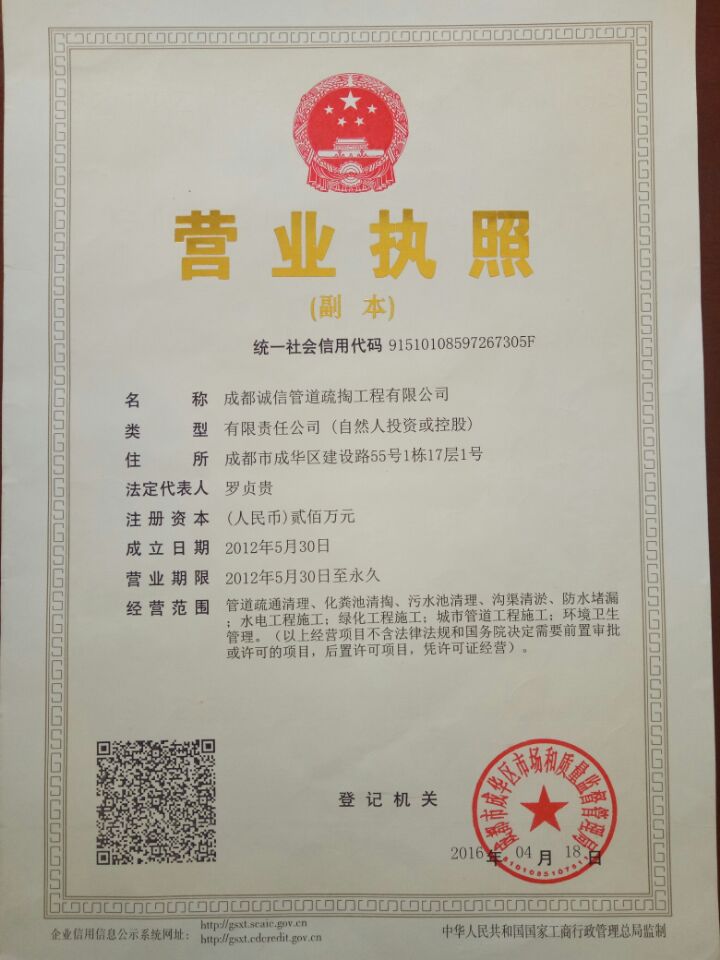 营业执照
(副 本)
统一社会信用代码 91510108597267305F
名 称 成都诚信管道疏掏工程有限公司
类 型 有限责任公司(自然人投资或控股)
住 所 成都市成华区建设路55号1栋17层1号
法定代表人 罗贞贵
注册资本 (人民币)贰佰万元
成立日期 2012年5月30日
营业期限 2012年5月30日至永久
经营范围 管道疏通清理、化粪池清掏、污水池清理、沟渠清淤、防水堵漏
；水电工程施工；绿化工程施工；城市管道工程施工；环境卫生
管理。（以上经营项目不含法律法规和国务院决定需要前置审批
或许可的项目，后置许可项目，凭许可证经营）。
成都市成华区市场和质量监督管理局
登记机关
2016年 04月 18日
企业信用信息公示系统网址：
http://gsxt.scaic.gov.cn
http://gsxt.cdcredit.gov.cn
中华人民共和国国家工商行政管理总局监制